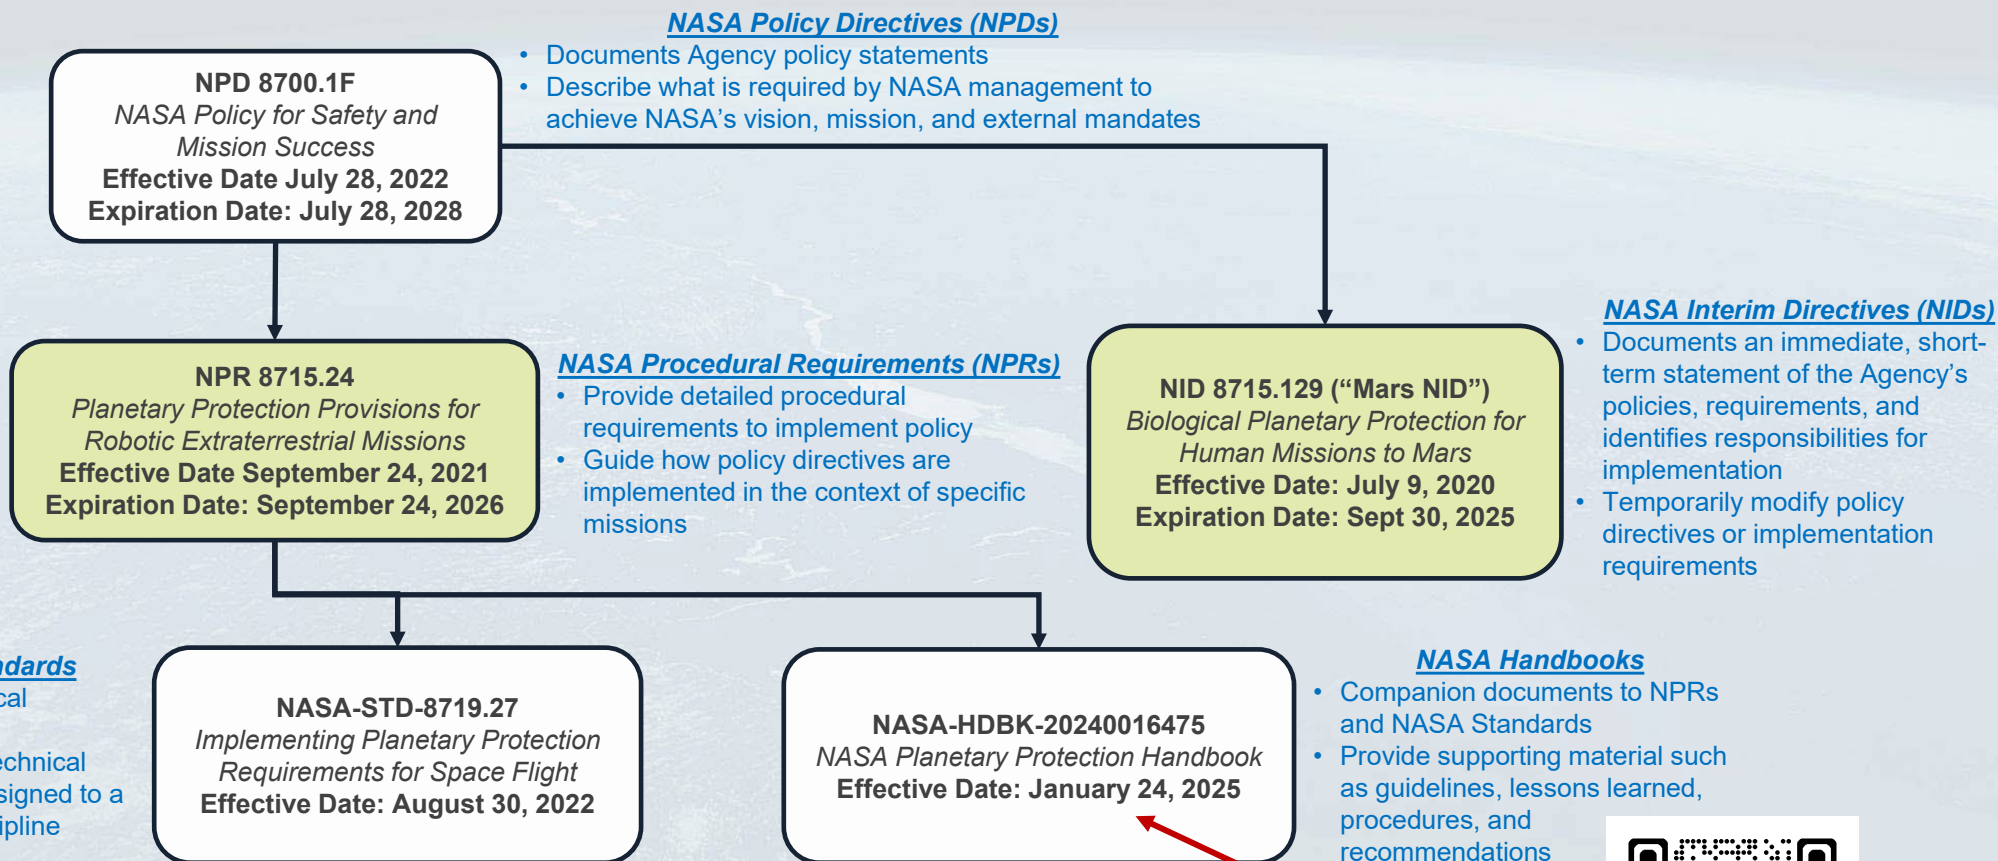 NASA Policy Directives (NPDs)
• Documents Agency policy statements
• Describe what is required by NASA management to
achieve NASA's vision, mission, and external mandates
NPD 8700.1F
NASA Policy for Safety and
Mission Success
Effective Date July 28, 2022
Expiration Date: July 28, 2028
NPR 8715.24
Planetary Protection Provisions for
Robotic Extraterrestrial Missions
Effective Date September 24, 2021
Expiration Date: September 24, 2026
NASA Procedural Requirements (NPRs)
• Provide detailed procedural
requirements to implement policy
• Guide how policy directives are
implemented in the context of specific
missions
NID 8715.129 (“Mars NID”)
Biological Planetary Protection for
Human Missions to Mars
Effective Date: July 9, 2020
Expiration Date: Sept 30, 2025
NASA Interim Directives (NIDs)
• Documents an immediate, short-
term statement of the Agency's
policies, requirements, and
identifies responsibilities for
implementation
• Temporarily modify policy
directives or implementation
requirements
ndards
cal
echnical
signed to a
ipline
NASA-STD-8719.27
Implementing Planetary Protection
Requirements for Space Flight
Effective Date: August 30, 2022
NASA-HDBK-20240016475
NASA Planetary Protection Handbook
Effective Date: January 24, 2025
NASA Handbooks
• Companion documents to NPRs
and NASA Standards
• Provide supporting material such
as guidelines, lessons learned,
procedures, and
recommendations